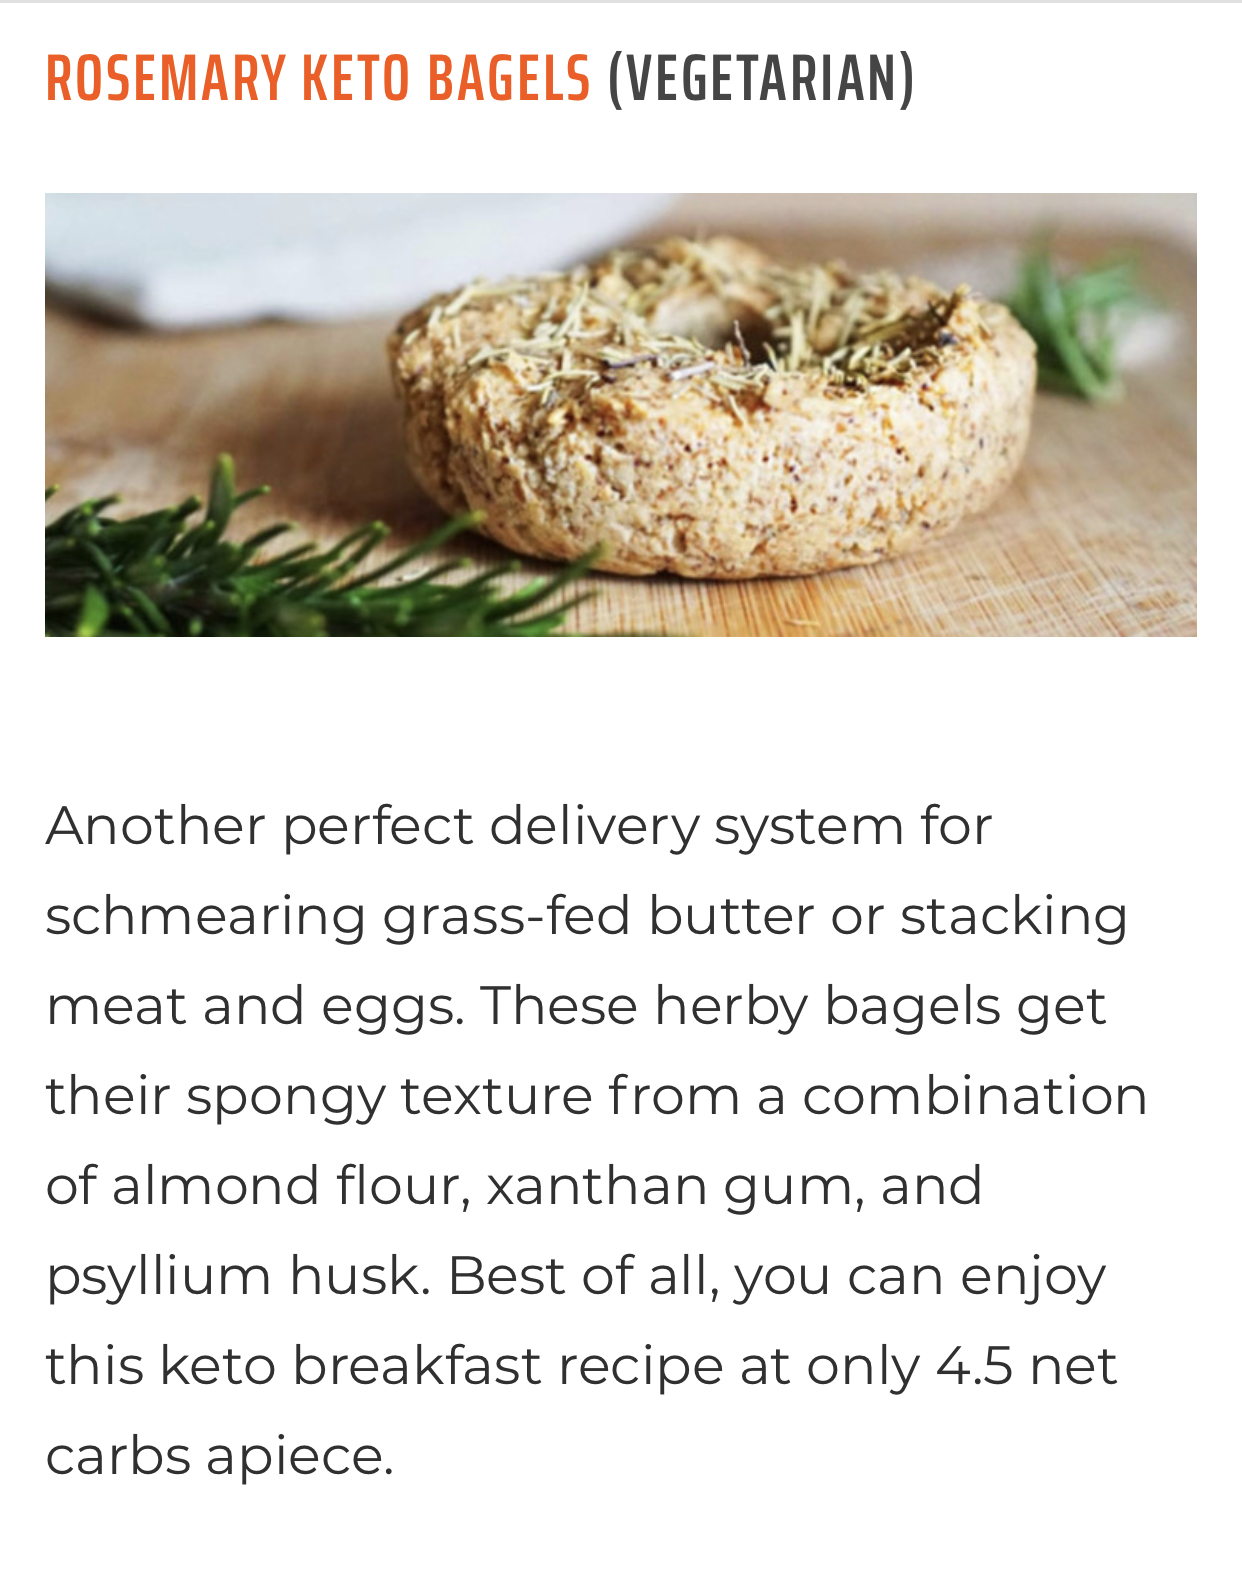 ROSEMARY KETO BAGELS (VEGETARIAN)
Another perfect delivery system for
schmearing grass-fed butter or stacking
meat and eggs. These herby bagels get
their spongy texture from a combination
of almond flour, xanthan gum, and
psyllium husk. Best of all, you can enjoy
this keto breakfast recipe at only 4.5 net
carbs apiece.